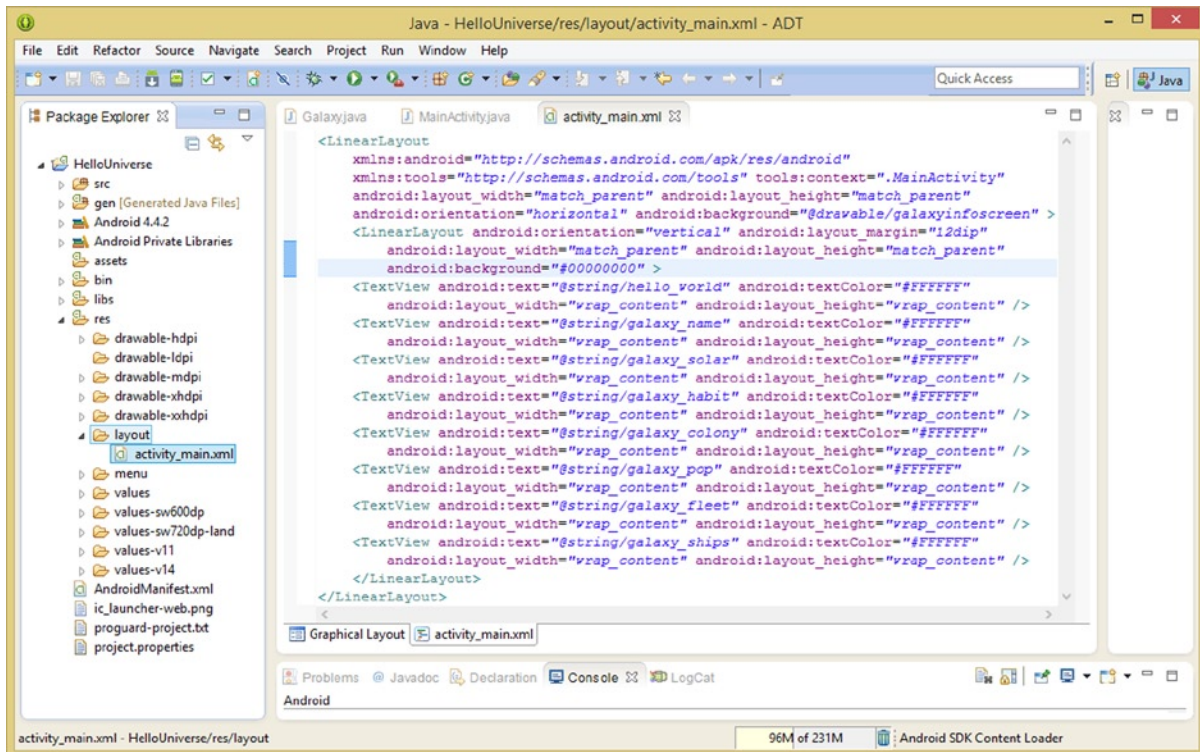 Java - HelloUniverse/res/layout/activity_main.xml - ADT
File Edit Refactor Source Navigate Search Project Run Window Help
Quick Access
Java
Package Explorer
HelloUniverse
src
gen [Generated Java Files]
Android 4.4.2
Android Private Libraries
assets
bin
libs
res
drawable-hdpi
drawable-ldpi
drawable-mdpi
drawable-xhdpi
drawable-xxhdpi
layout
activity_main.xml
menu
values
values-sw600dp
values-sw720dp-land
values-v11
values-v14
AndroidManifest.xml
ic_launcher-web.png
proguard-project.txt
project.properties
Galaxy.java MainActivity.java activity_main.xml
<LinearLayout
xmlns:android="http://schemas.android.com/apk/res/android"
xmlns:tools="http://schemas.android.com/tools" tools:context=".MainActivity"
android:layout_width="match_parent" android:layout_height="match_parent"
android:orientation="horizontal" android:background="@drawable/galaxyinfoscreen" >
<LinearLayout android:orientation="vertical" android:layout_margin="12dip"
android:layout_width="match_parent" android:layout_height="match_parent"
android:background="#00000000" >
<TextView android:text="@string/hello_world" android:textColor="#FFFFFF"
android:layout_width="wrap_content" android:layout_height="wrap_content" />
<TextView android:text="@string/galaxy_name" android:textColor="#FFFFFF"
android:layout_width="wrap_content" android:layout_height="wrap_content" />
<TextView android:text="@string/galaxy_solar" android:textColor="#FFFFFF"
android:layout_width="wrap_content" android:layout_height="wrap_content" />
<TextView android:text="@string/galaxy_habit" android:textColor="#FFFFFF"
android:layout_width="wrap_content" android:layout_height="wrap_content" />
<TextView android:text="@string/galaxy_colony" android:textColor="#FFFFFF"
android:layout_width="wrap_content" android:layout_height="wrap_content" />
<TextView android:text="@string/galaxy_pop" android:textColor="#FFFFFF"
android:layout_width="wrap_content" android:layout_height="wrap_content" />
<TextView android:text="@string/galaxy_fleet" android:textColor="#FFFFFF"
android:layout_width="wrap_content" android:layout_height="wrap_content" />
<TextView android:text="@string/galaxy_ships" android:textColor="#FFFFFF"
android:layout_width="wrap_content" android:layout_height="wrap_content" />
</LinearLayout>
</LinearLayout>
Graphical Layout activity_main.xml
Problems @ Javadoc Declaration Console LogCat
Android
activity_main.xml - HelloUniverse/res/layout 96M of 231M Android SDK Content Loader